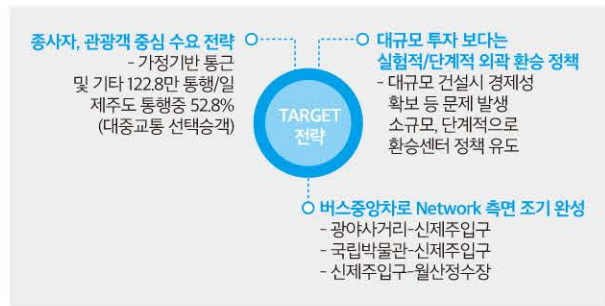 종사자, 관광객 중심 수요 전략
- 가정기반 통근
및 기타 122.8만 통행/일
제주도 통행중 52.8%
(대중교통 선택승객)
TARGET
전략
대규모 투자 보다는
실험적/단계적 외곽 환승 정책
- 대규모 건설시 경제성
확보 등 문제 발생
소규모, 단계적으로
환승센터 정책 유도
버스중앙차로 Network 측면 조기 완성
- 광야사거리-신제주입구
- 국립박물관-신제주입구
- 신제주입구-월산정수장